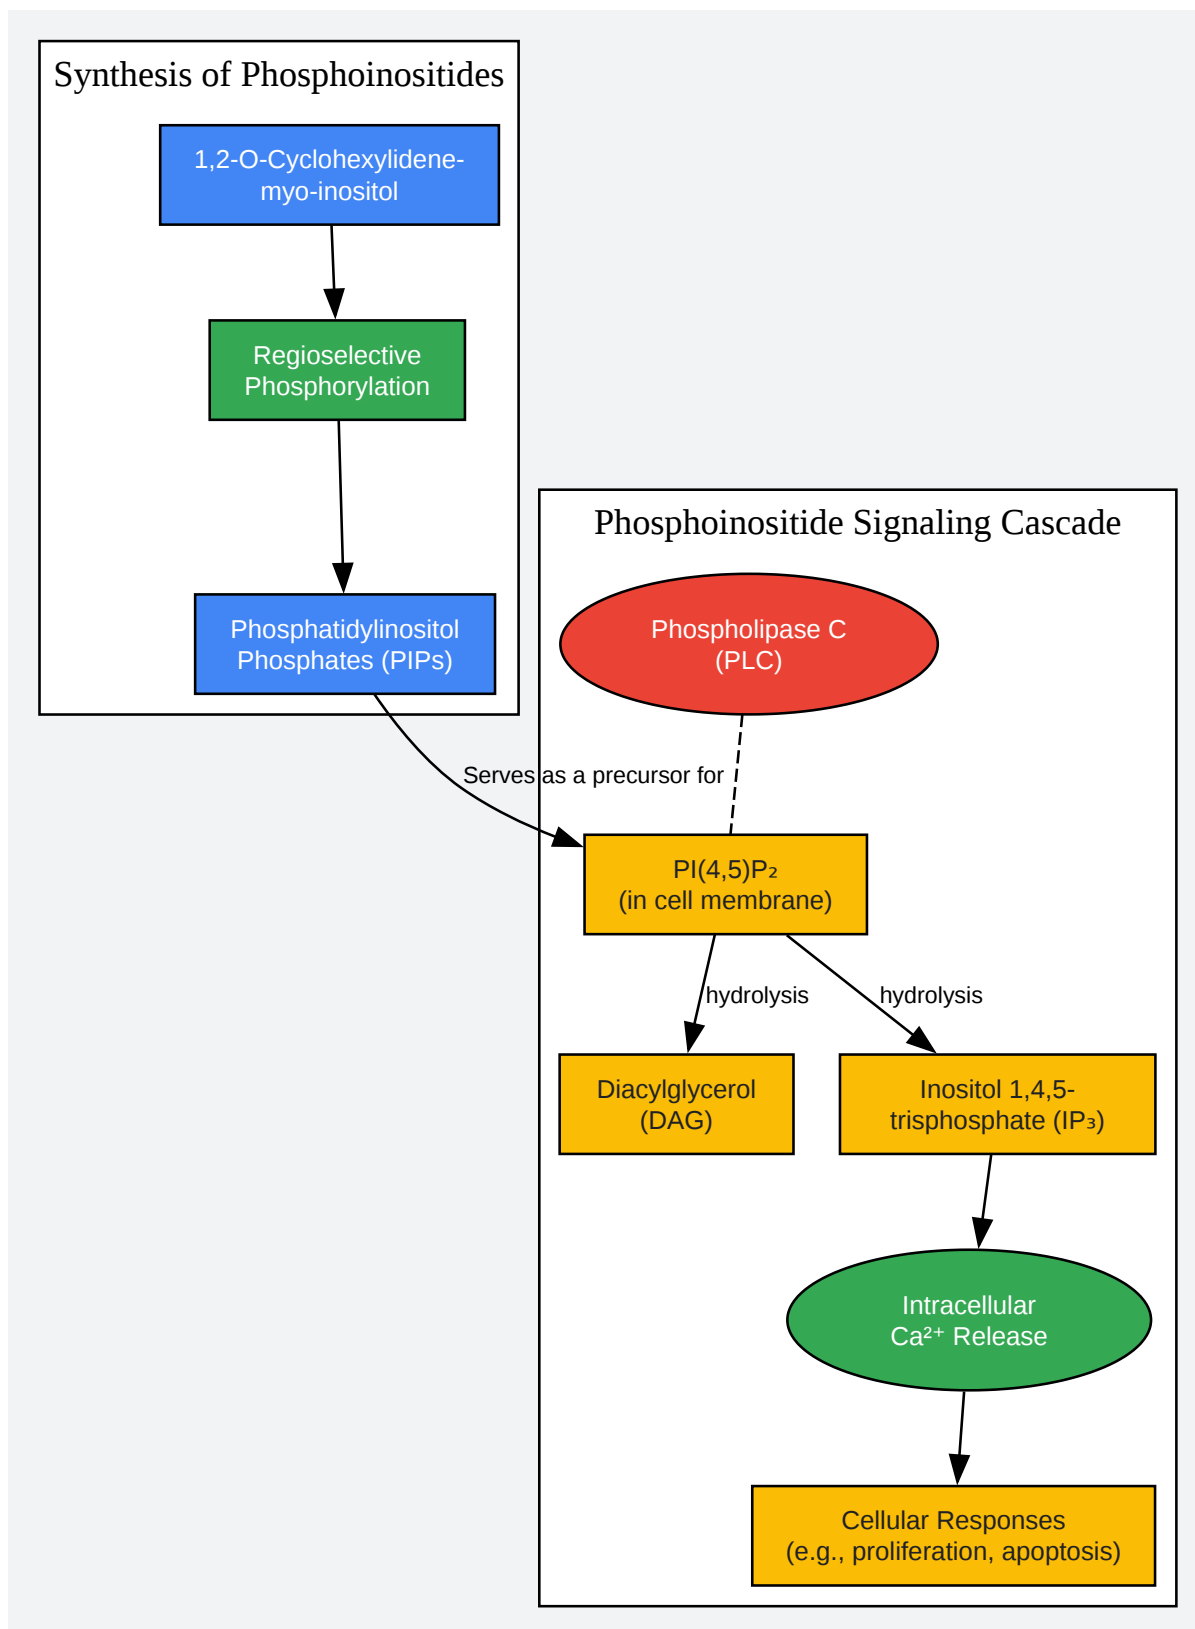 Synthesis of Phosphoinositides
1,2-O-Cyclohexylidene-
myo-inositol
Regioselective
Phosphorylation
Phosphatidylinositol
Phosphates (PIPs)
Phosphoinositide Signaling Cascade
Phospholipase C
(PLC)
Serves as a precursor for
PI(4,5)P₂
(in cell membrane)
hydrolysis
hydrolysis
Diacylglycerol
(DAG)
Inositol 1,4,5-
trisphosphate (IP₃)
Intracellular
Ca²⁺ Release
Cellular Responses
(e.g., proliferation, apoptosis)